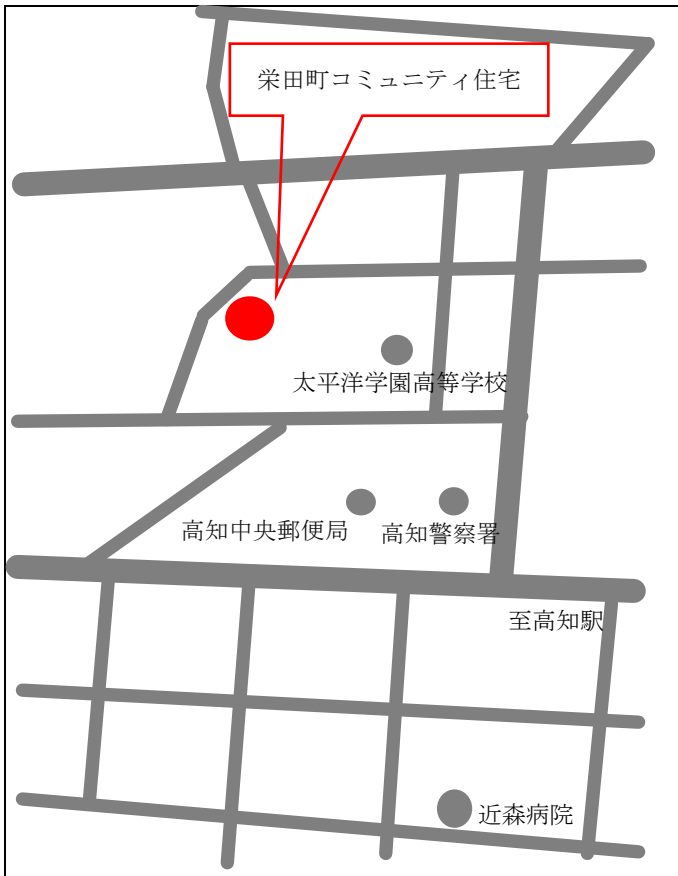 栄田町コミュニティ住宅
太平洋学園高等学校
高知中央郵便局
高知警察署
至高知駅
近森病院